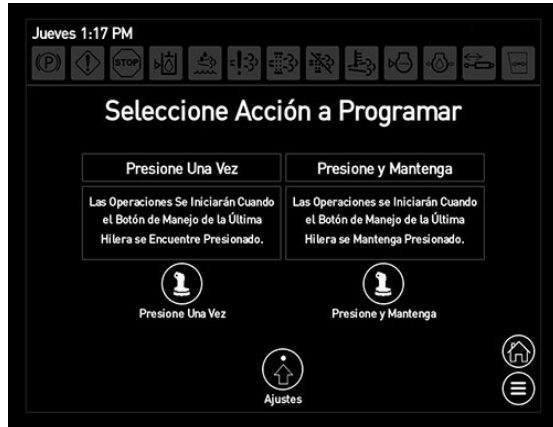 Jueves 1:17 PM
STOP
Seleccione Acción a Programar
Presione Una Vez
Presione y Mantenga
Las Operaciones Se Iniciarán Cuando
el Botón de Manejo de la Última
Hilera se Encuentre Presionado.
Las Operaciones se Iniciarán Cuando
el Botón de Manejo de la Última
Hilera se Mantenga Presionado.
Presione Una Vez
Presione y Mantenga
Ajustes